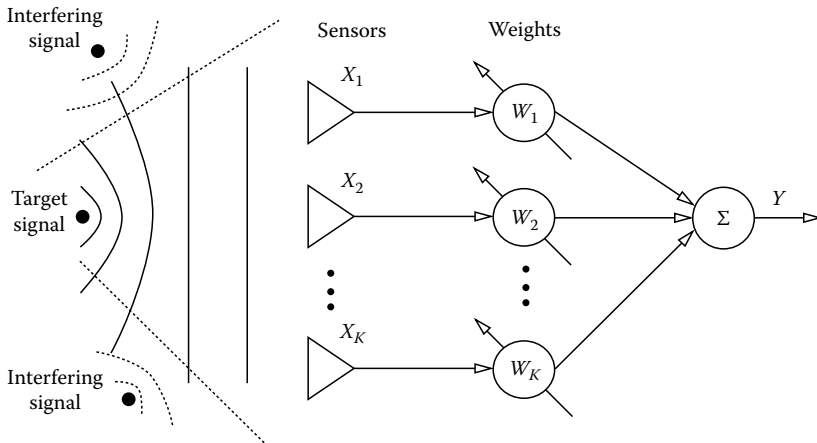 Interfering
signal
Sensors
Weights
X1
W1
Target
signal
X2
W2
Σ
Y
XK
WK
Interfering
signal